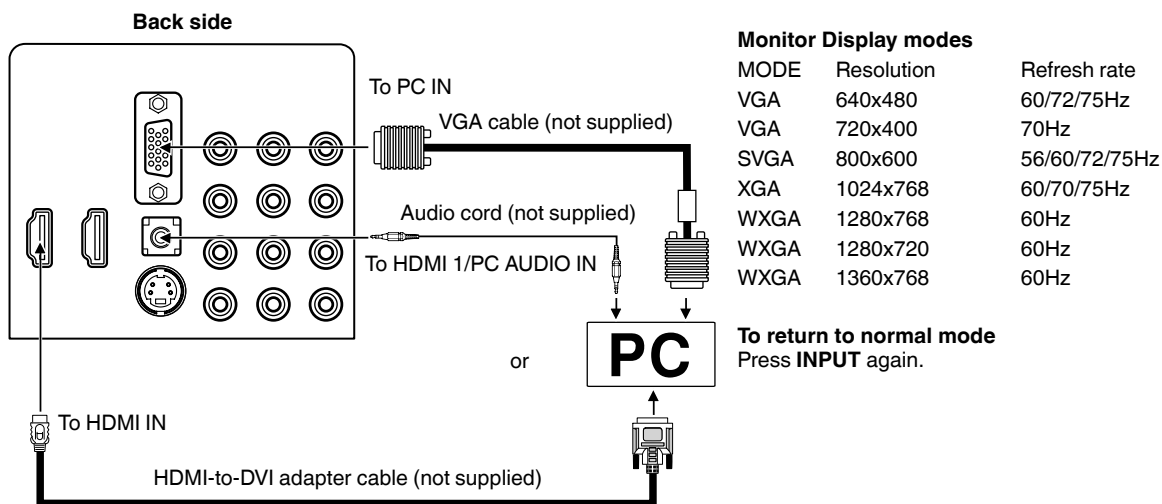 Back side
To PC IN
VGA cable (not supplied)
Audio cord (not supplied)
To HDMI 1/PC AUDIO IN
or
PC
To HDMI IN
HDMI-to-DVI adapter cable (not supplied)
Monitor Display modes
MODE Resolution Refresh rate
VGA 640x480 60/72/75Hz
VGA 720x400 70Hz
SVGA 800x600 56/60/72/75Hz
XGA 1024x768 60/70/75Hz
WXGA 1280x768 60Hz
WXGA 1280x720 60Hz
WXGA 1360x768 60Hz
To return to normal mode
Press INPUT again.